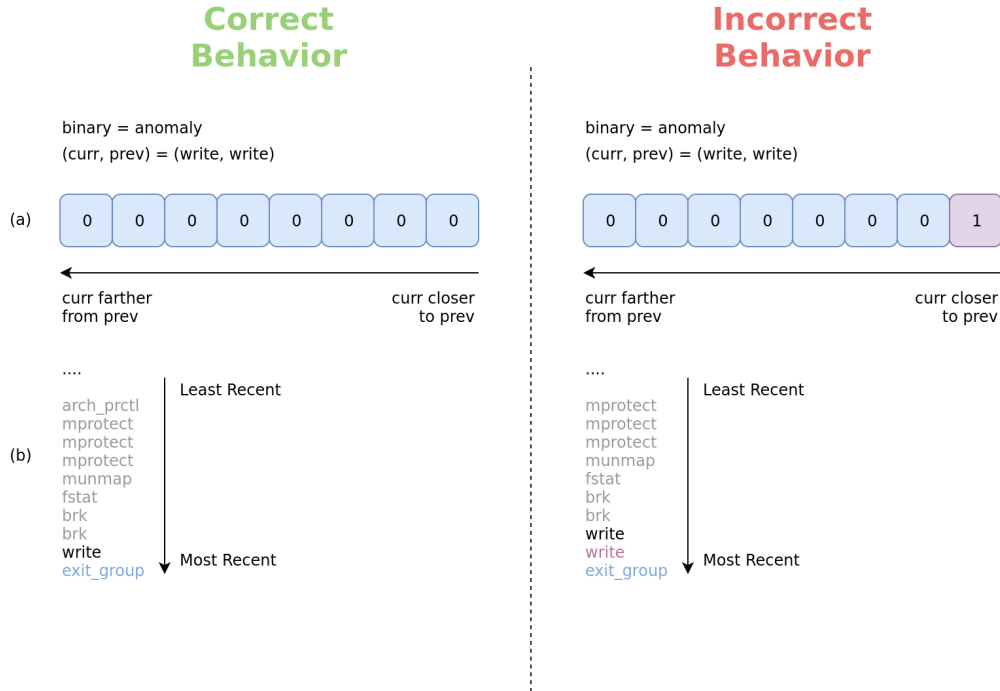 Correct
Behavior
binary = anomaly
(curr, prev) = (write, write)
(a)
0 0 0 0 0 0 0 0
curr farther
from prev
curr closer
to prev
....
Least Recent
arch_prctl
mprotect
mprotect
mprotect
(b)
munmap
fstat
brk
brk
write
Most Recent
exit_group
Incorrect
Behavior
binary = anomaly
(curr, prev) = (write, write)
0 0 0 0 0 0 0 1
curr farther
from prev
curr closer
to prev
....
Least Recent
mprotect
mprotect
mprotect
munmap
fstat
brk
brk
write
write
Most Recent
exit_group